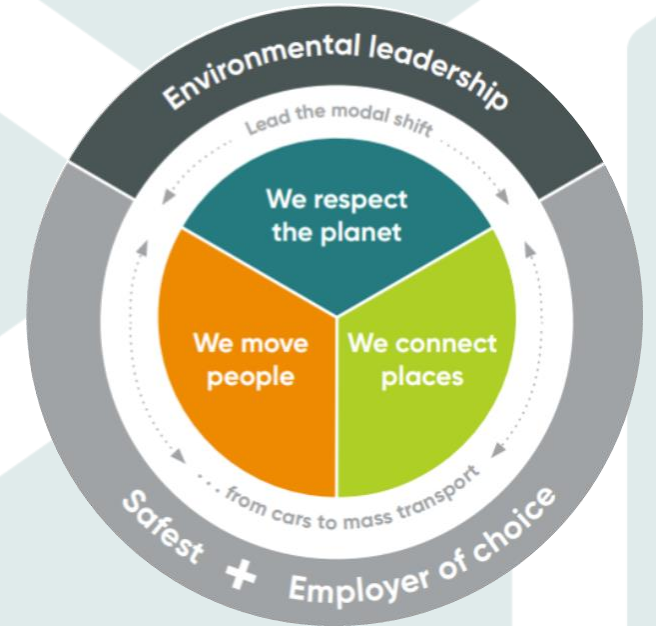 Environmental leadership
Lead the modal shift
We respect
the planet
We move
people
We connect
places
... from cars to mass transport
Safest + Employer of choice